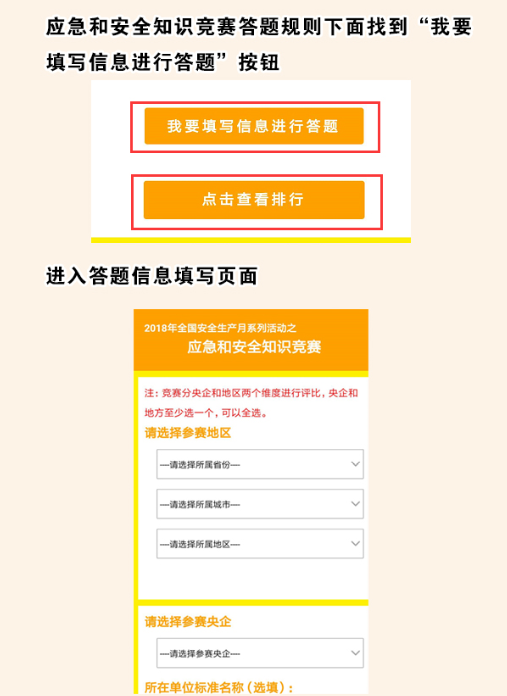 应急和安全知识竞赛答题规则下面找到“我要
填写信息进行答题”按钮
我要填写信息进行答题
点击查看排行
进入答题信息填写页面
2018年全国安全生产月系列活动之
应急和安全知识竞赛
注：竞赛分央企和地区两个维度进行评比，央企和
地方至少选一个，可以全选。
请选择参赛地区
—请选择所属省份—
—请选择所属城市—
—请选择所属地区—
请选择参赛央企
—请选择参赛央企—
所在单位标准名称（选填）：